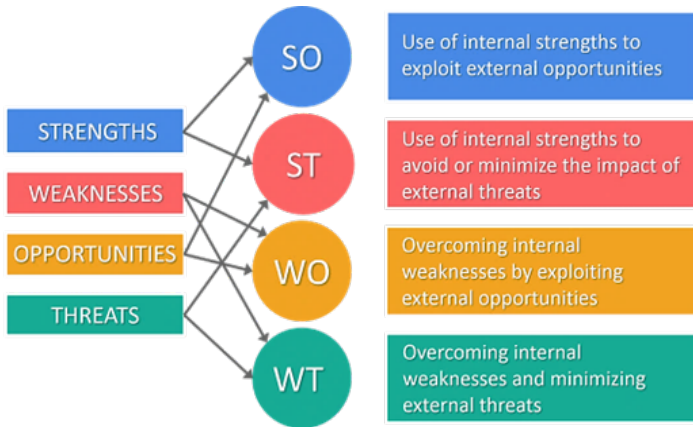 STRENGTHS
WEAKNESSES
OPPORTUNITIES
THREATS
SO
ST
WO
WT
Use of internal strengths to
exploit external opportunities
Use of internal strengths to
avoid or minimize the impact of
external threats
Overcoming internal
weaknesses by exploiting
external opportunities
Overcoming internal
weaknesses and minimizing
external threats